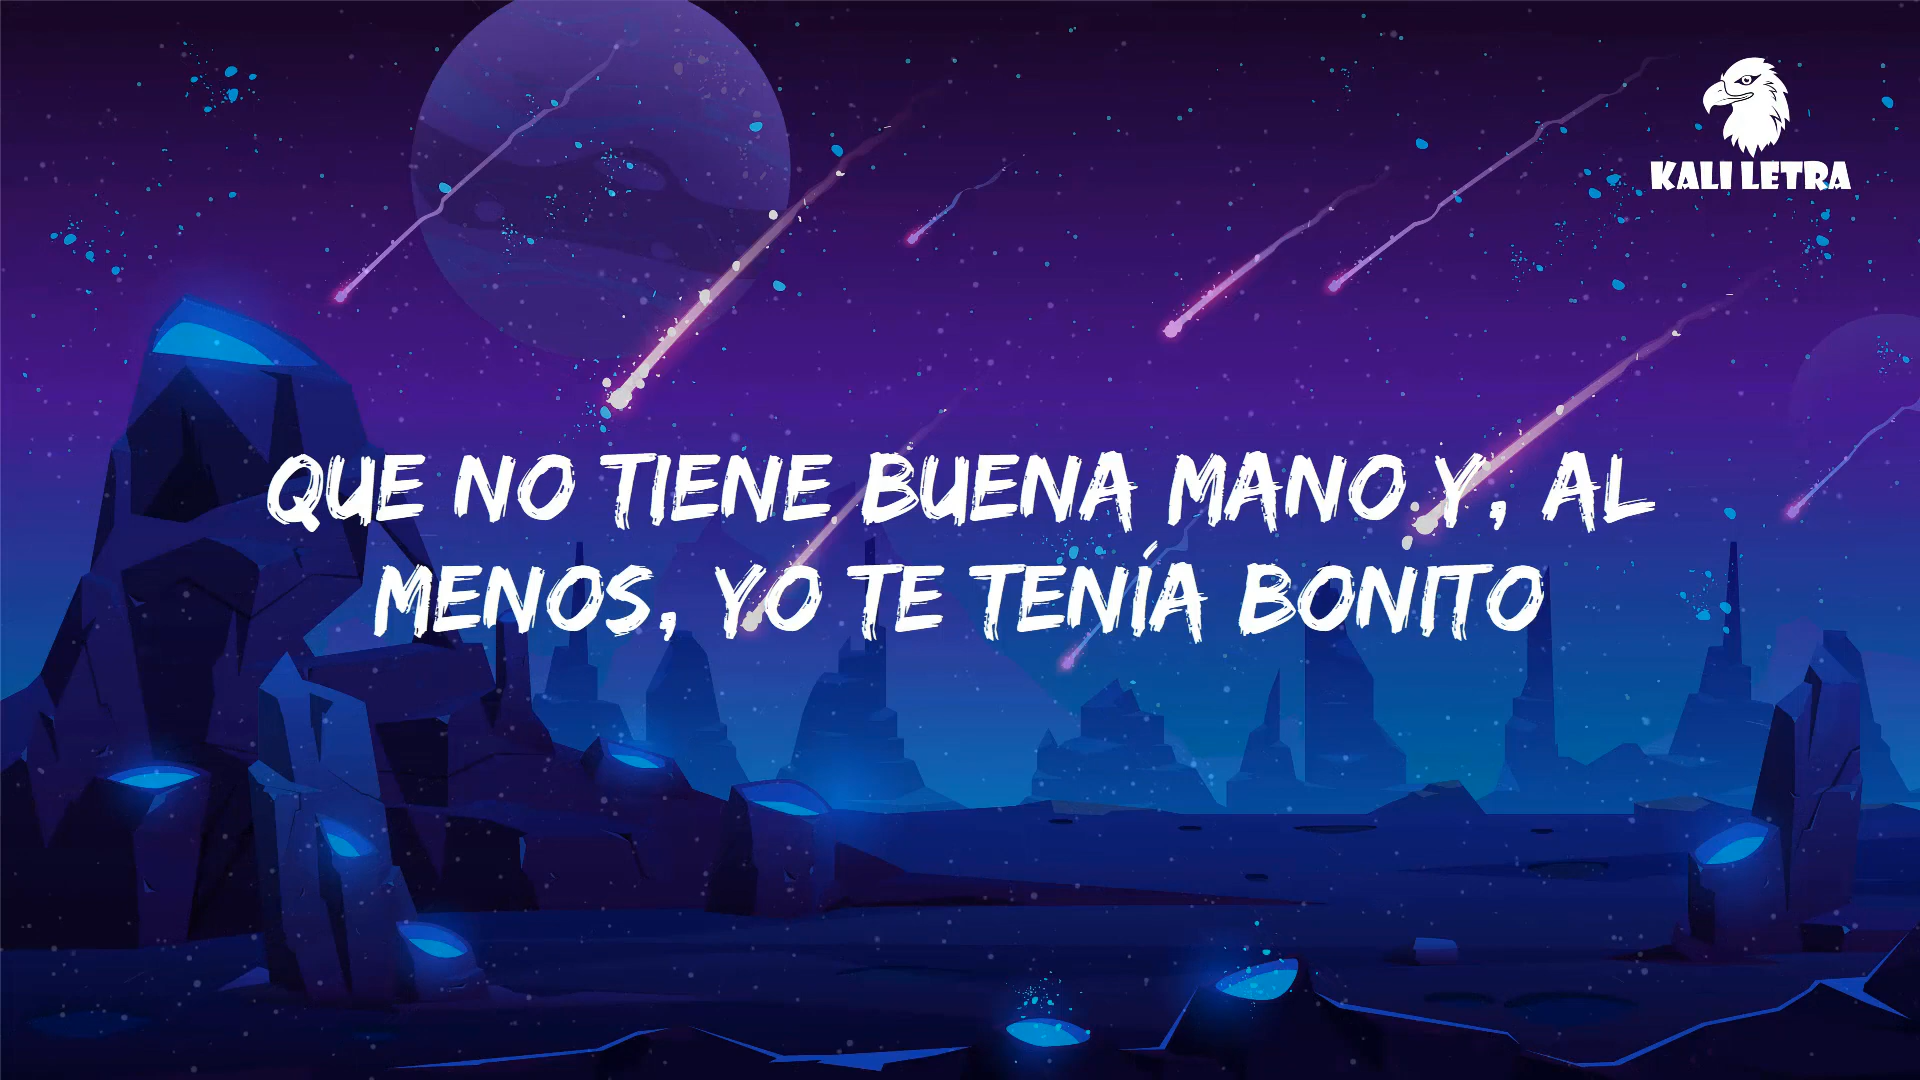 KALI LETRA
QUE NO TIENE BUENA MANO Y, AL
MENOS, YO TE TENÍA BONITO